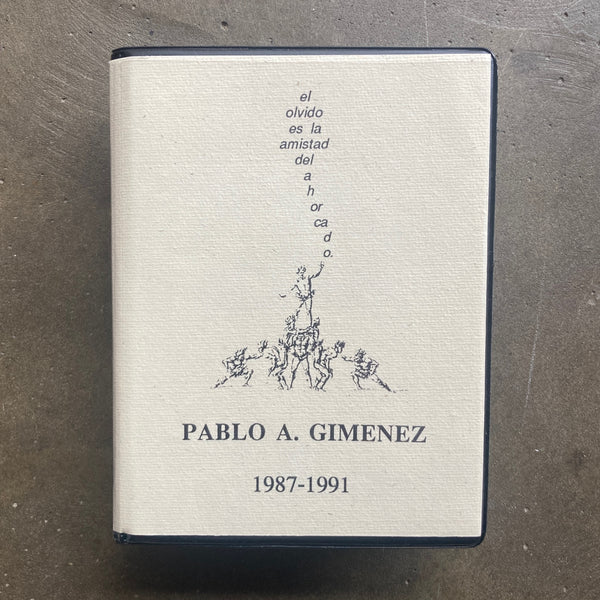 el
olvido
es la
amistad
del
a
h
or
ca
d
o.
PABLO A. GIMENEZ
1987-1991